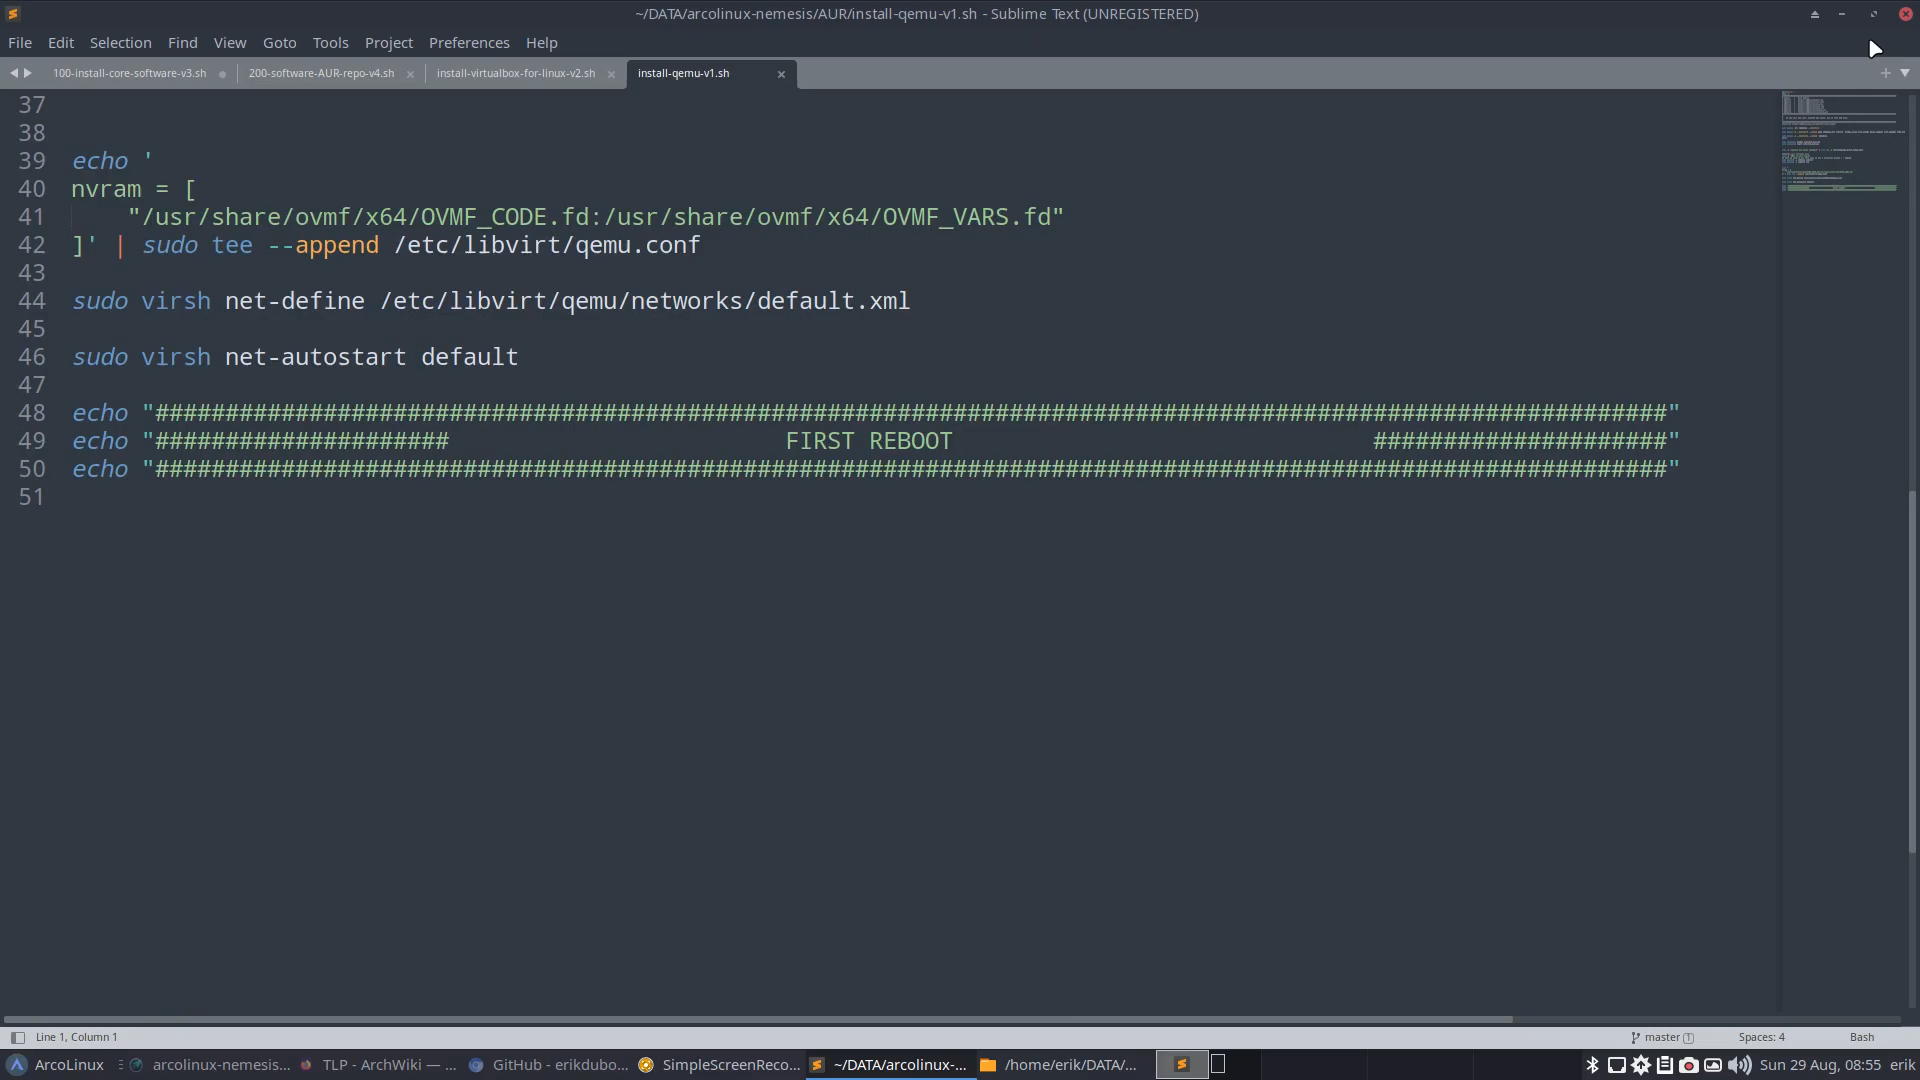 ~/DATA/arcolinux-nemesis/AUR/install-qemu-v1.sh - Sublime Text (UNREGISTERED)
File Edit Selection Find View Goto Tools Project Preferences Help
100-install-core-software-v3.sh 200-software-AUR-repo-v4.sh install-virtualbox-for-linux-v2.sh install-qemu-v1.sh
37
38
39 echo '
40 nvram = [
41     "/usr/share/ovmf/x64/OVMF_CODE.fd:/usr/share/ovmf/x64/OVMF_VARS.fd"
42 ]' | sudo tee --append /etc/libvirt/qemu.conf
43
44 sudo virsh net-define /etc/libvirt/qemu/networks/default.xml
45
46 sudo virsh net-autostart default
47
48 echo "############################################################################################################"
49 echo "#####################                        FIRST REBOOT                              #####################"
50 echo "############################################################################################################"
51
Line 1, Column 1 master 1 Spaces: 4 Bash
ArcoLinux arcolinux-nemesis... TLP - ArchWiki — ... GitHub - erikdubo... SimpleScreenReco... ~/DATA/arcolinux-... /home/erik/DATA/... Sun 29 Aug, 08:55 erik